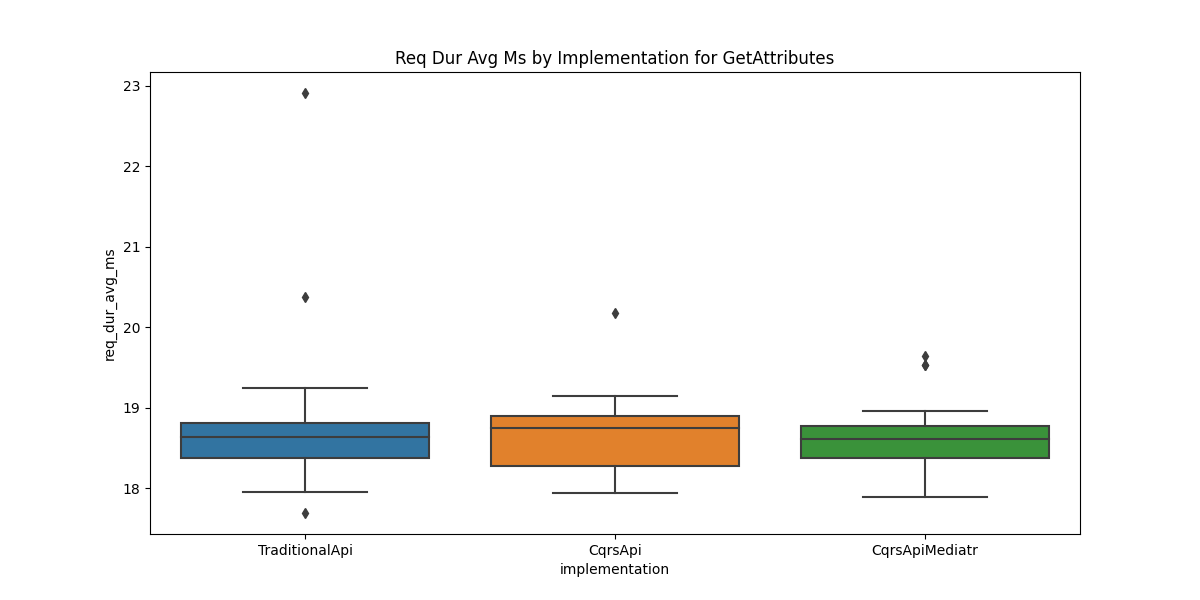 Req Dur Avg Ms by Implementation for GetAttributes
req_dur_avg_ms
23
22
21
20
19
18
TraditionalApi
CqrsApi
CqrsApiMediatr
implementation